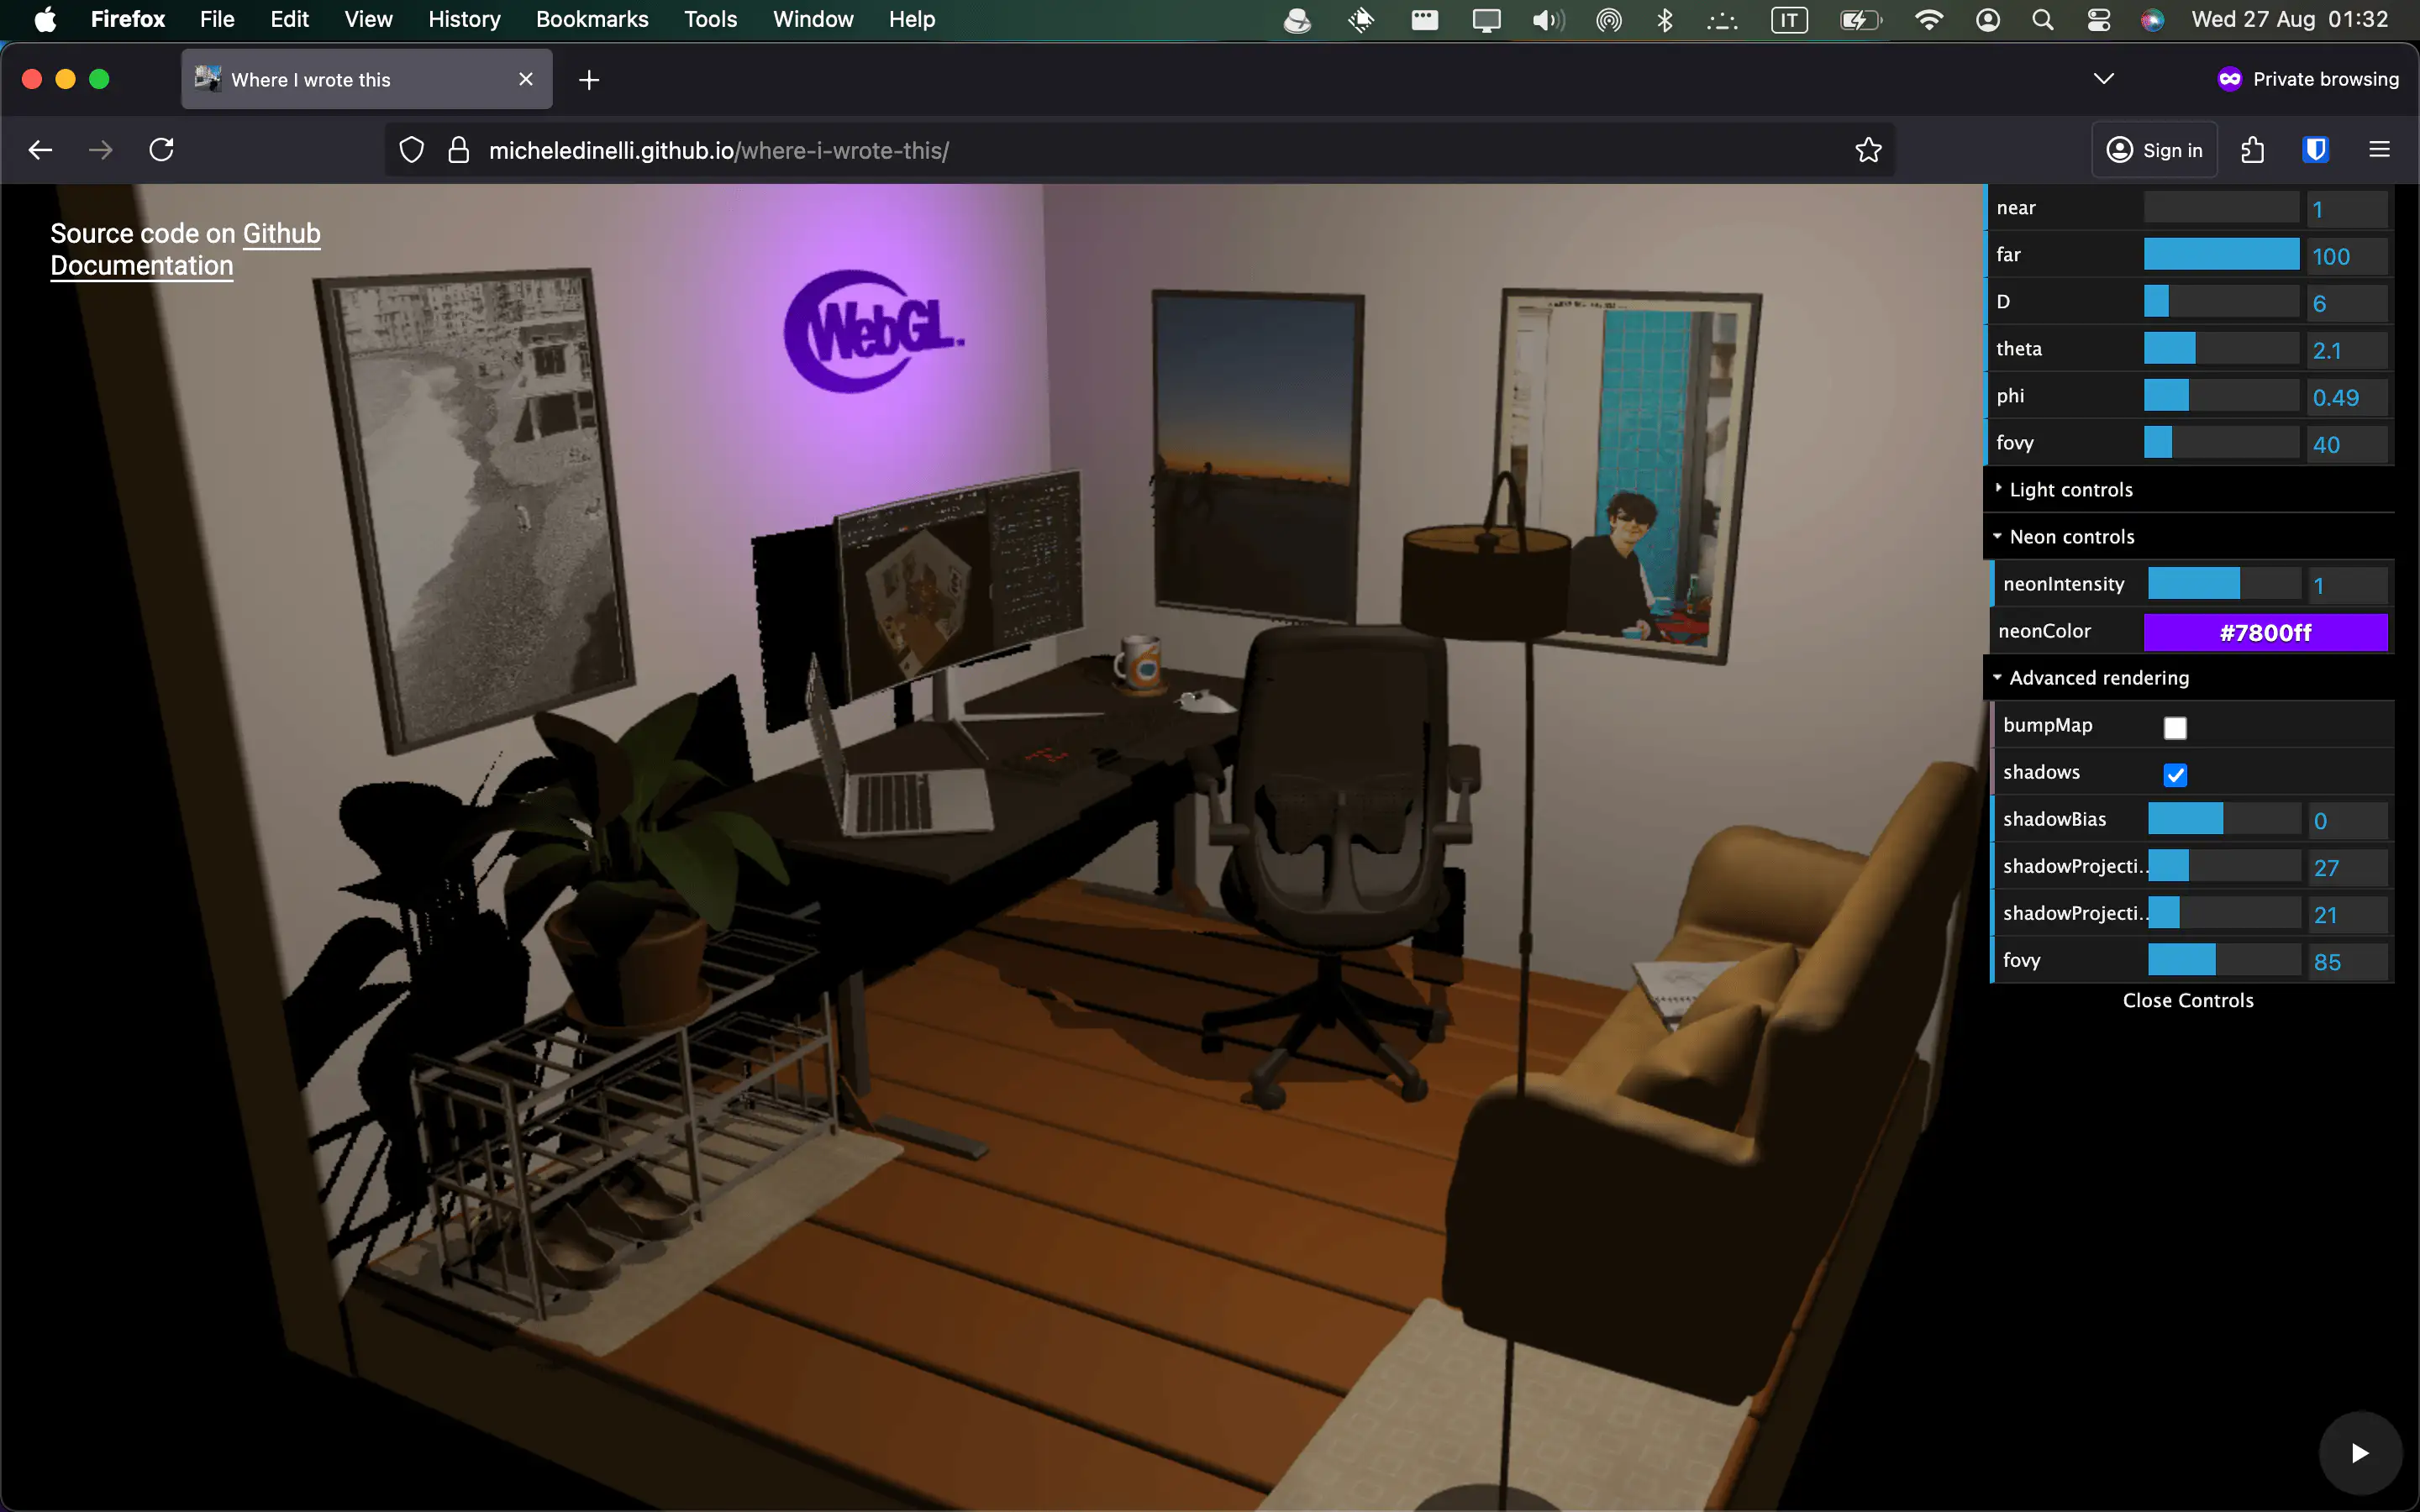 Firefox File Edit View History Bookmarks Tools Window Help IT Wed 27 Aug 01:32
Where I wrote this Private browsing
micheledinelli.github.io/where-i-wrote-this/ Sign in
Source code on Github
Documentation
WebGL.
near 1
far 100
D 6
theta 2.1
phi 0.49
fovy 40
Light controls
Neon controls
neonIntensity 1
neonColor #7800ff
Advanced rendering
bumpMap
shadows
shadowBias 0
shadowProjecti.. 27
shadowProjecti.. 21
fovy 85
Close Controls